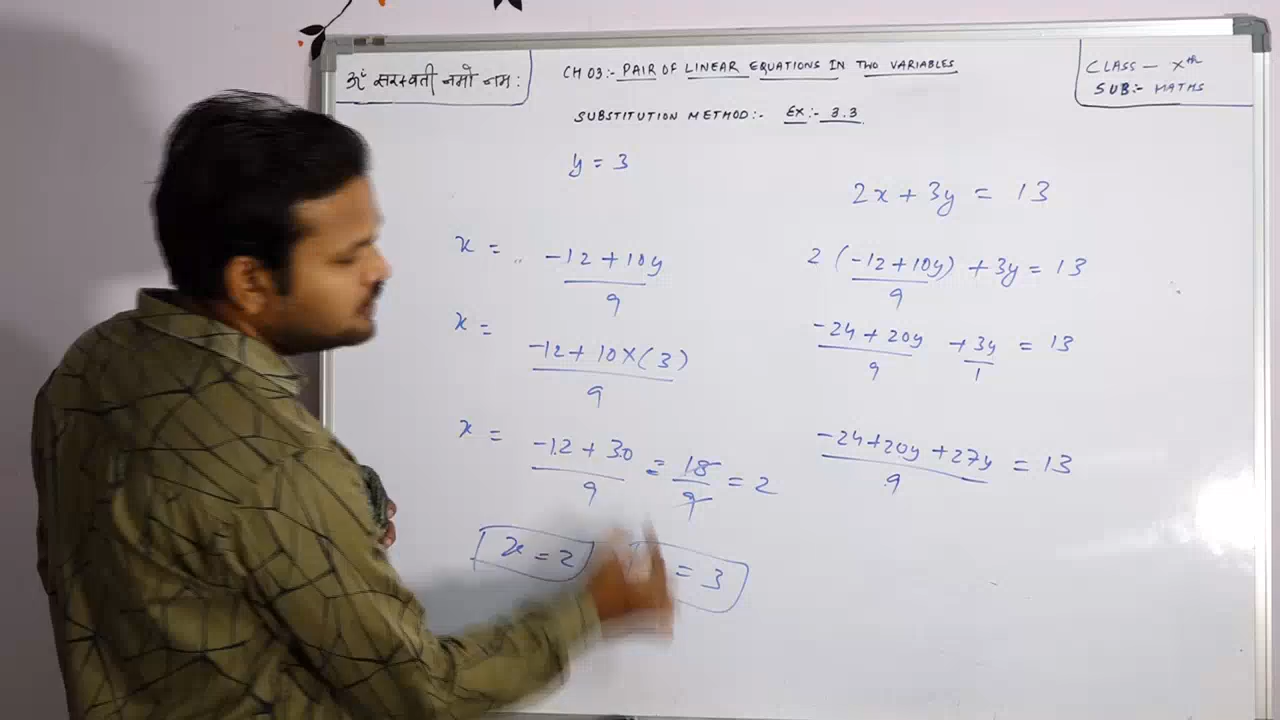 ॐ सरस्वती नमो नमः
CH 03:- PAIR OF LINEAR EQUATIONS IN TWO VARIABLES
CLASS - Xth
SUB:- MATHS
SUBSTITUTION METHOD:- EX:- 3.3
y = 3
x = -12 + 10y / 9
x = -12 + 10 X (3) / 9
x = -12 + 30 / 9 = 18 / 9 = 2
x = 2
= 3
2x + 3y = 13
2 (-12 + 10y) / 9 + 3y = 13
-24 + 20y / 9 + 3y / 1 = 13
-24 + 20y + 27y / 9 = 13